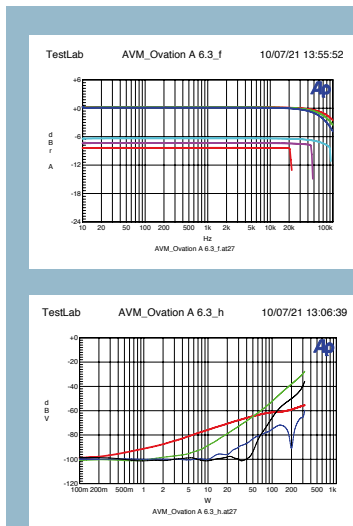 TestLab AVM_Ovation A 6.3_f 10/07/21 13:55:52
Ap
+6
+0
-6
-12
-18
-24
d
B
r
A
10 20 50 100 200 500 1k 2k 5k 10k 20k 100k
Hz
AVM_Ovation A 6.3_f.at27
TestLab AVM_Ovation A 6.3_h 10/07/21 13:06:39
Ap
+0
-20
-40
-60
-80
-100
-120
d
B
V
100m 200m 500m 1 2 5 10 20 50 100 200 500 1k
W
AVM_Ovation A 6.3_h.at27